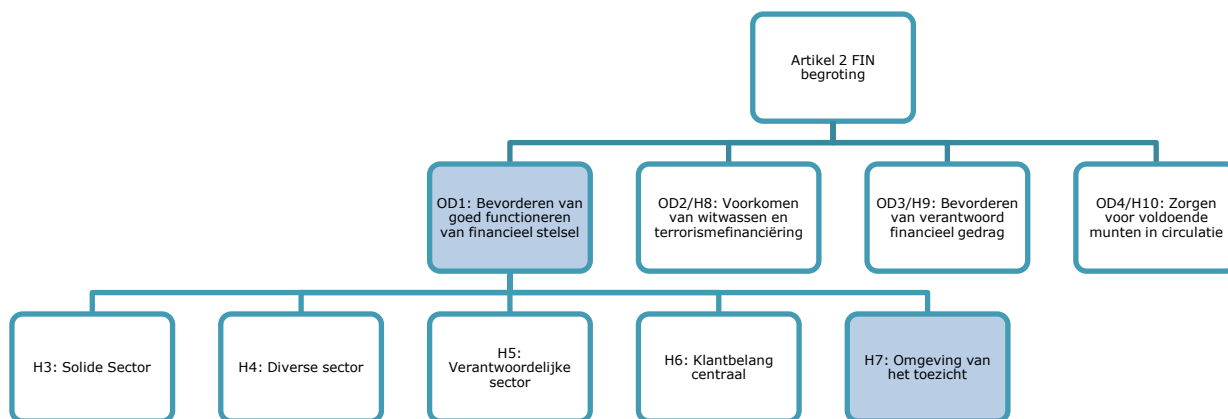 Artikel 2 FIN
begroting
OD1: Bevorderen van
goed functioneren
van financieel stelsel
OD2/H8: Voorkomen
van witwassen en
terrorismefinanciëring
OD3/H9: Bevorderen
van verantwoord
financieel gedrag
OD4/H10: Zorgen
voor voldoende
munten in circulatie
H3: Solide Sector
H4: Diverse sector
H5:
Verantwoordelijke
sector
H6: Klantbelang
centraal
H7: Omgeving van
het toezicht